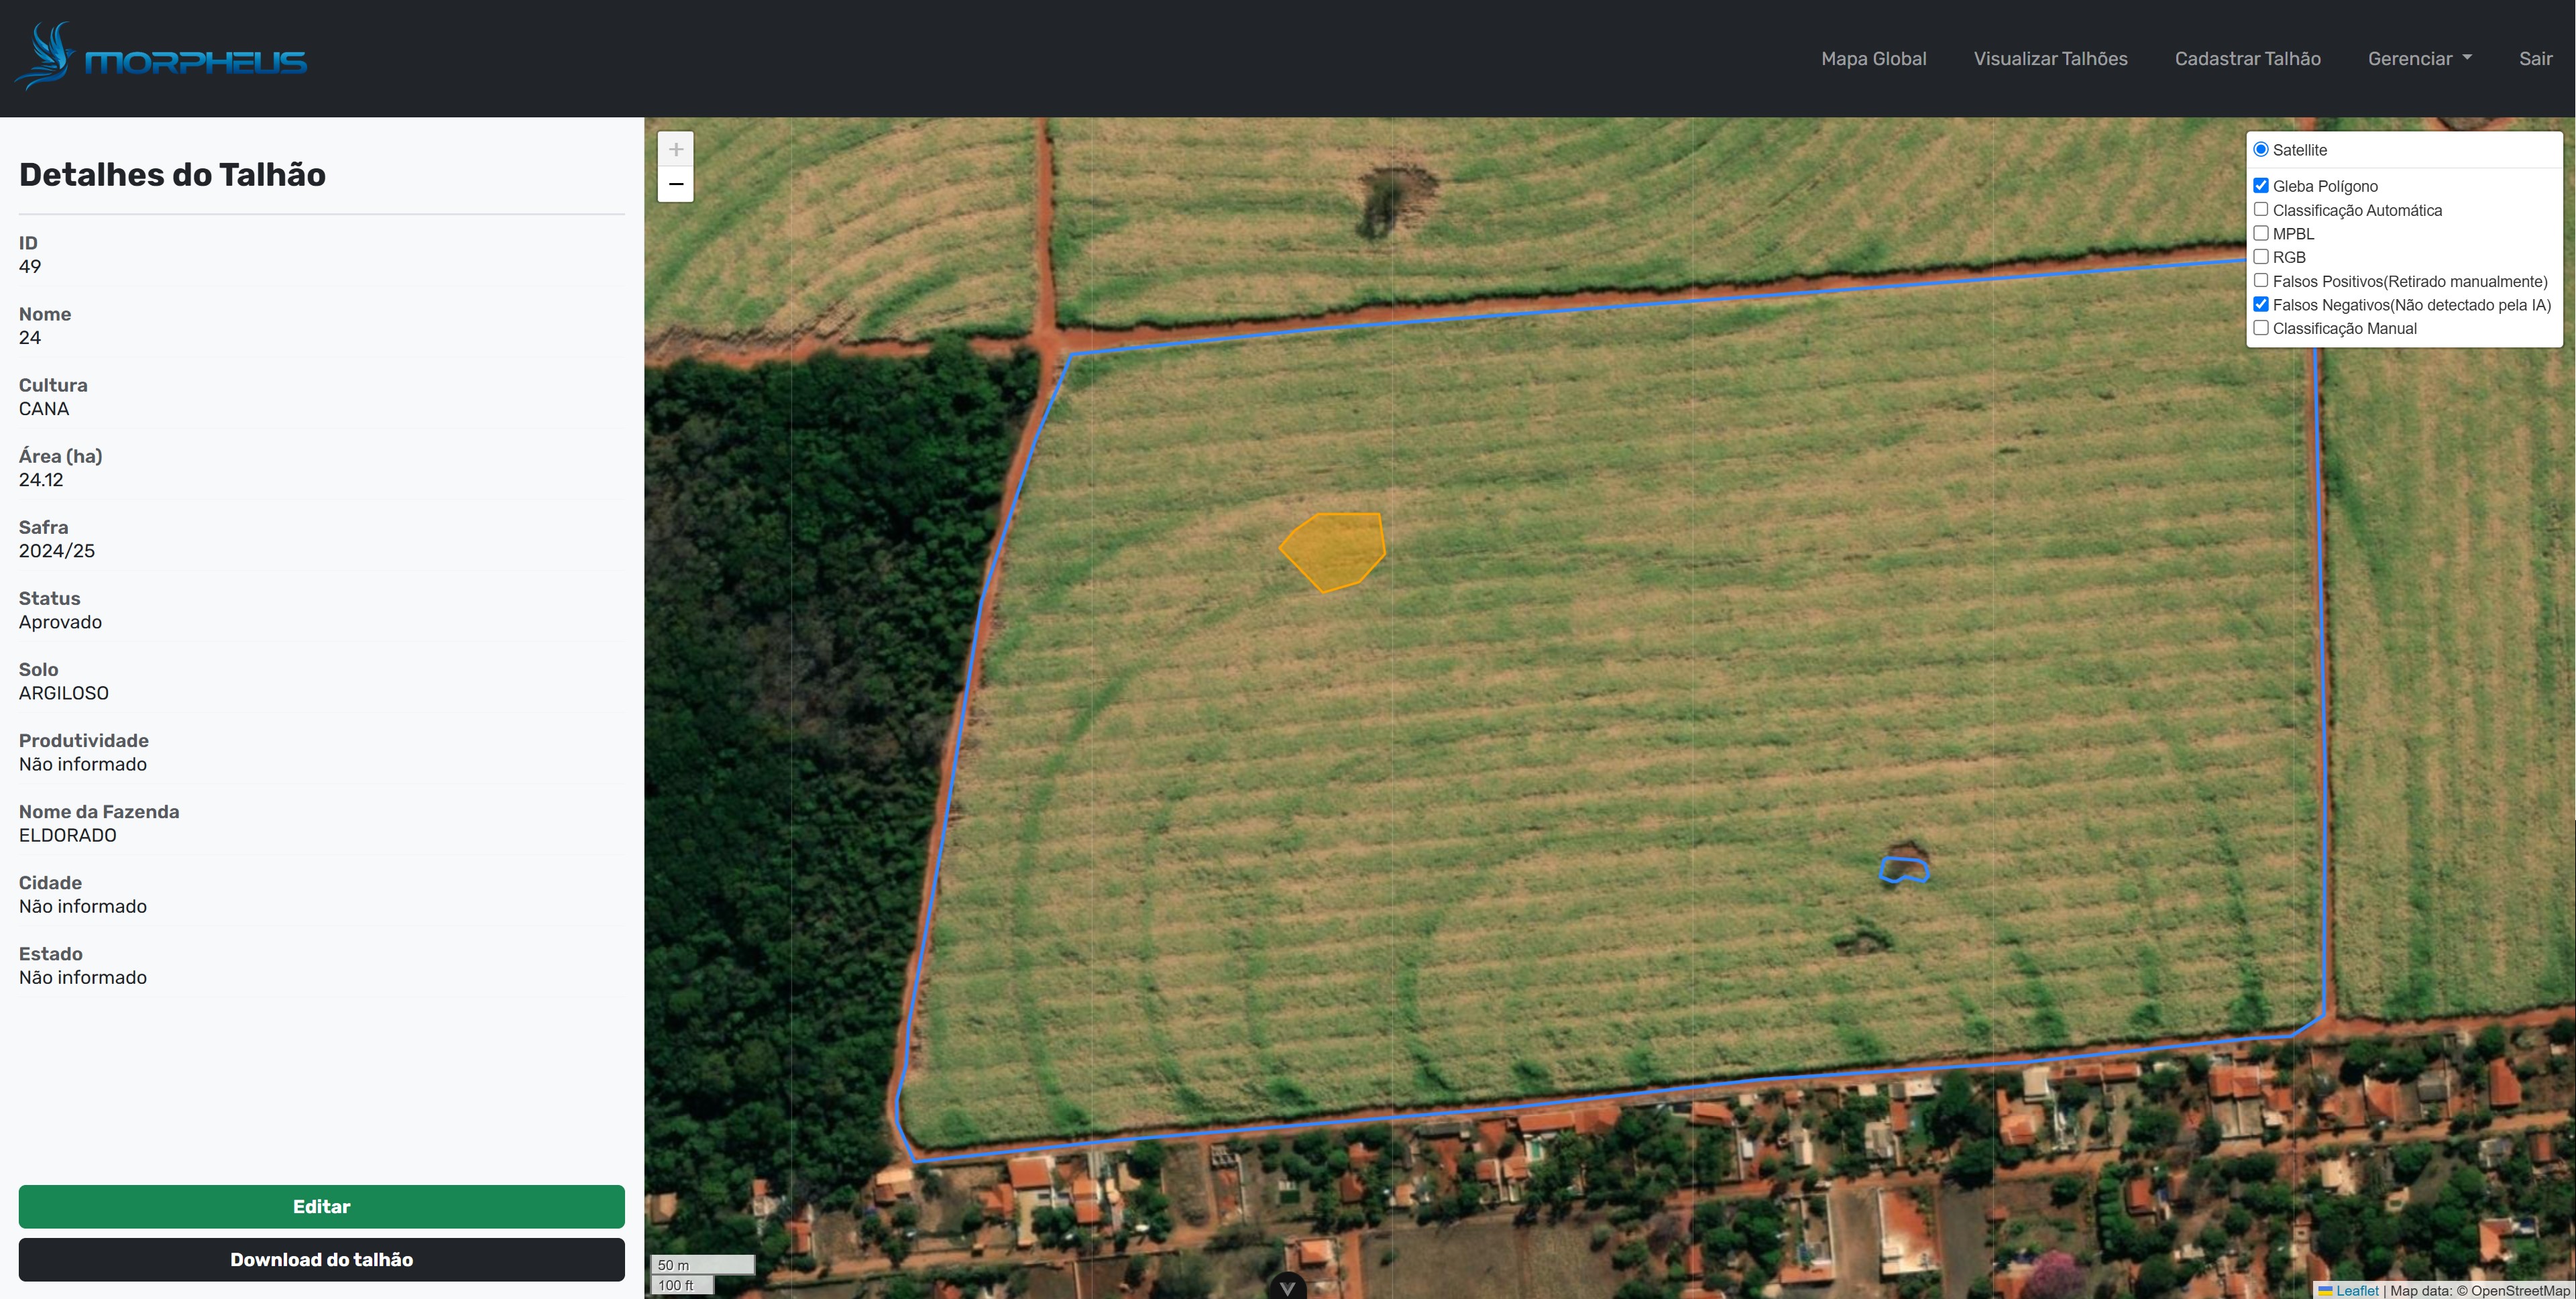 MORPHEUS
Mapa Global
Visualizar Talhões
Cadastrar Talhão
Gerenciar
Sair
Detalhes do Talhão
ID
49
Nome
24
Cultura
CANA
Área (ha)
24.12
Safra
2024/25
Status
Aprovado
Solo
ARGILOSO
Produtividade
Não informado
Nome da Fazenda
ELDORADO
Cidade
Não informado
Estado
Não informado
Editar
Download do talhão
+
−
Satellite
Gleba Polígono
Classificação Automática
MPBL
RGB
Falsos Positivos(Retirado manualmente)
Falsos Negativos(Não detectado pela IA)
Classificação Manual
50 m
100 ft
Leaflet | Map data: © OpenStreetMap